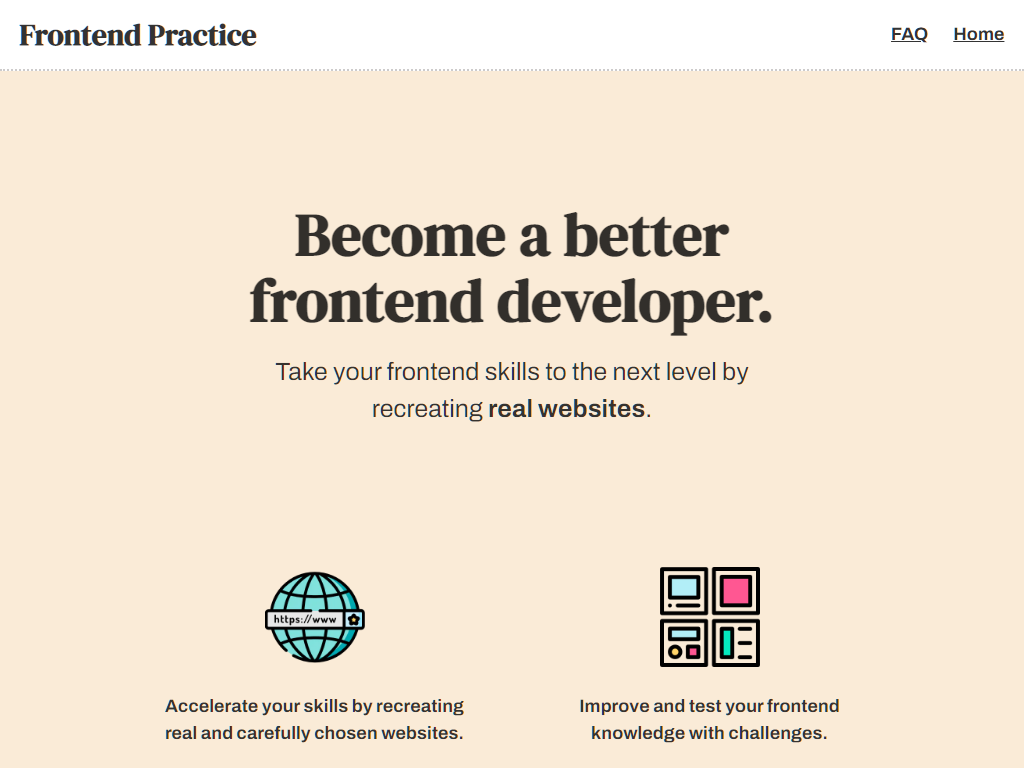 Frontend Practice
FAQ
Home
Become a better
frontend developer.
Take your frontend skills to the next level by
recreating real websites.
https://www
Accelerate your skills by recreating
real and carefully chosen websites.
Improve and test your frontend
knowledge with challenges.